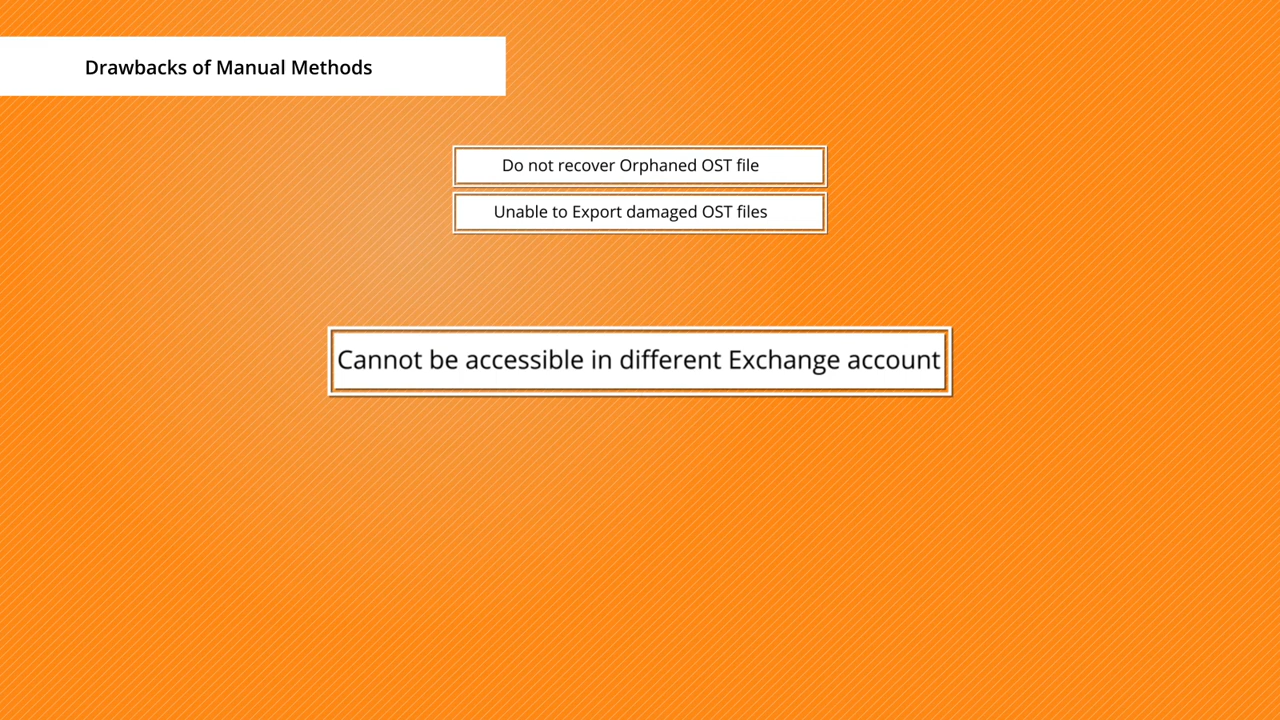 Drawbacks of Manual Methods
Do not recover Orphaned OST file
Unable to Export damaged OST files
Cannot be accessible in different Exchange account